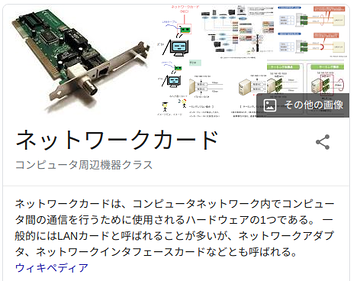 その他の画像
ネットワークカード
コンピュータ周辺機器クラス
ネットワークカードは、コンピュータネットワーク内でコンピュー
タ間の通信を行うために使用されるハードウェアの1つである。 一
般的にはLANカードと呼ばれることが多いが、ネットワークアダプ
タ、ネットワークインタフェースカードなどとも呼ばれる。
ウィキペディア